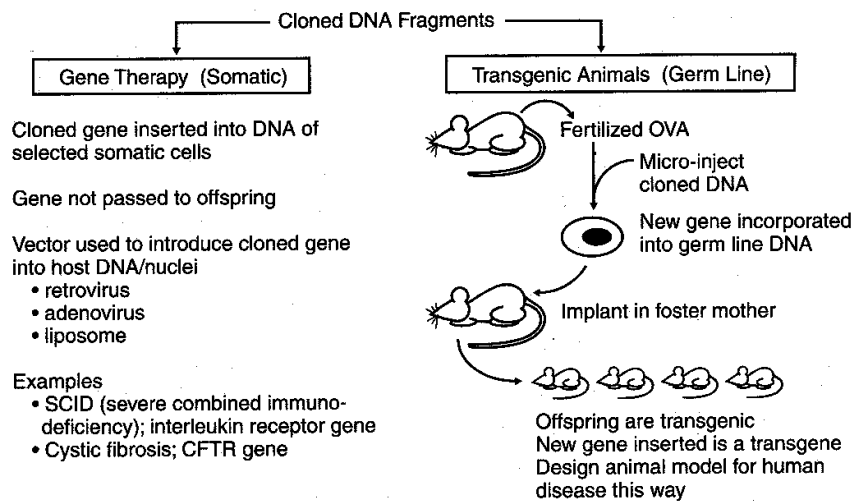 Cloned DNA Fragments
Gene Therapy (Somatic)
Cloned gene inserted into DNA of
selected somatic cells
Gene not passed to offspring
Vector used to introduce cloned gene
into host DNA/nuclei
• retrovirus
• adenovirus
• liposome
Examples
• SCID (severe combined immuno-
deficiency); interleukin receptor gene
• Cystic fibrosis; CFTR gene
Transgenic Animals (Germ Line)
Fertilized OVA
Micro-inject
cloned DNA
New gene incorporated
into germ line DNA
Implant in foster mother
Offspring are transgenic
New gene inserted is a transgene
Design animal model for human
disease this way